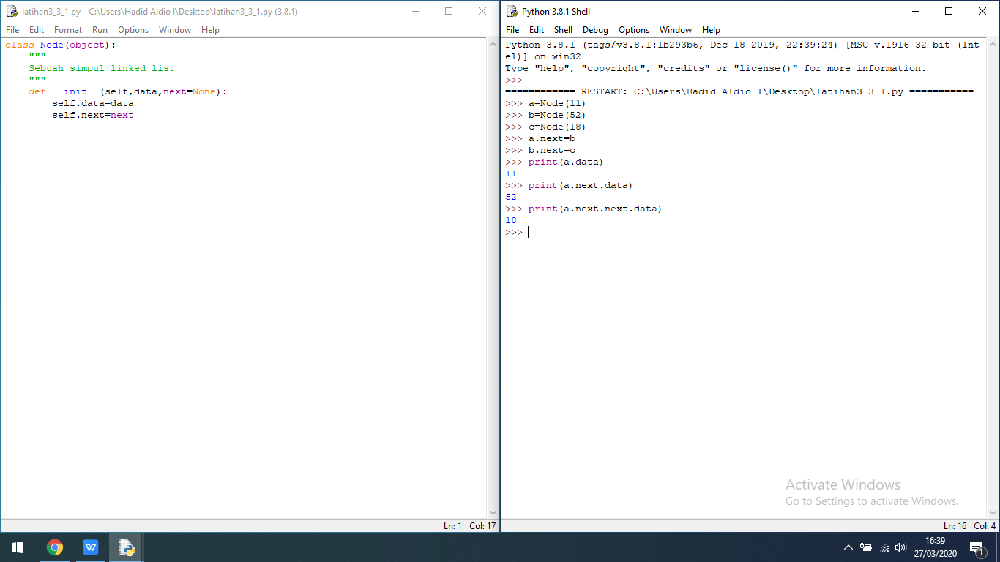 latihan3_3_1.py - C:\Users\Hadid Aldio I\Desktop\latihan3_3_1.py (3.8.1)
File Edit Format Run Options Window Help
class Node(object):
    """
    Sebuah simpul linked list
    """
    def __init__(self,data,next=None):
        self.data=data
        self.next=next
Ln: 1 Col: 17
Python 3.8.1 Shell
File Edit Shell Debug Options Window Help
Python 3.8.1 (tags/v3.8.1:1b293b6, Dec 18 2019, 22:39:24) [MSC v.1916 32 bit (Int
el)] on win32
Type "help", "copyright", "credits" or "license()" for more information.
>>>
============ RESTART: C:\Users\Hadid Aldio I\Desktop\latihan3_3_1.py ===========
>>> a=Node(11)
>>> b=Node(52)
>>> c=Node(18)
>>> a.next=b
>>> b.next=c
>>> print(a.data)
11
>>> print(a.next.data)
52
>>> print(a.next.next.data)
18
>>>
Activate Windows
Go to Settings to activate Windows.
Ln: 16 Col: 4
W
16:39
27/03/2020
1